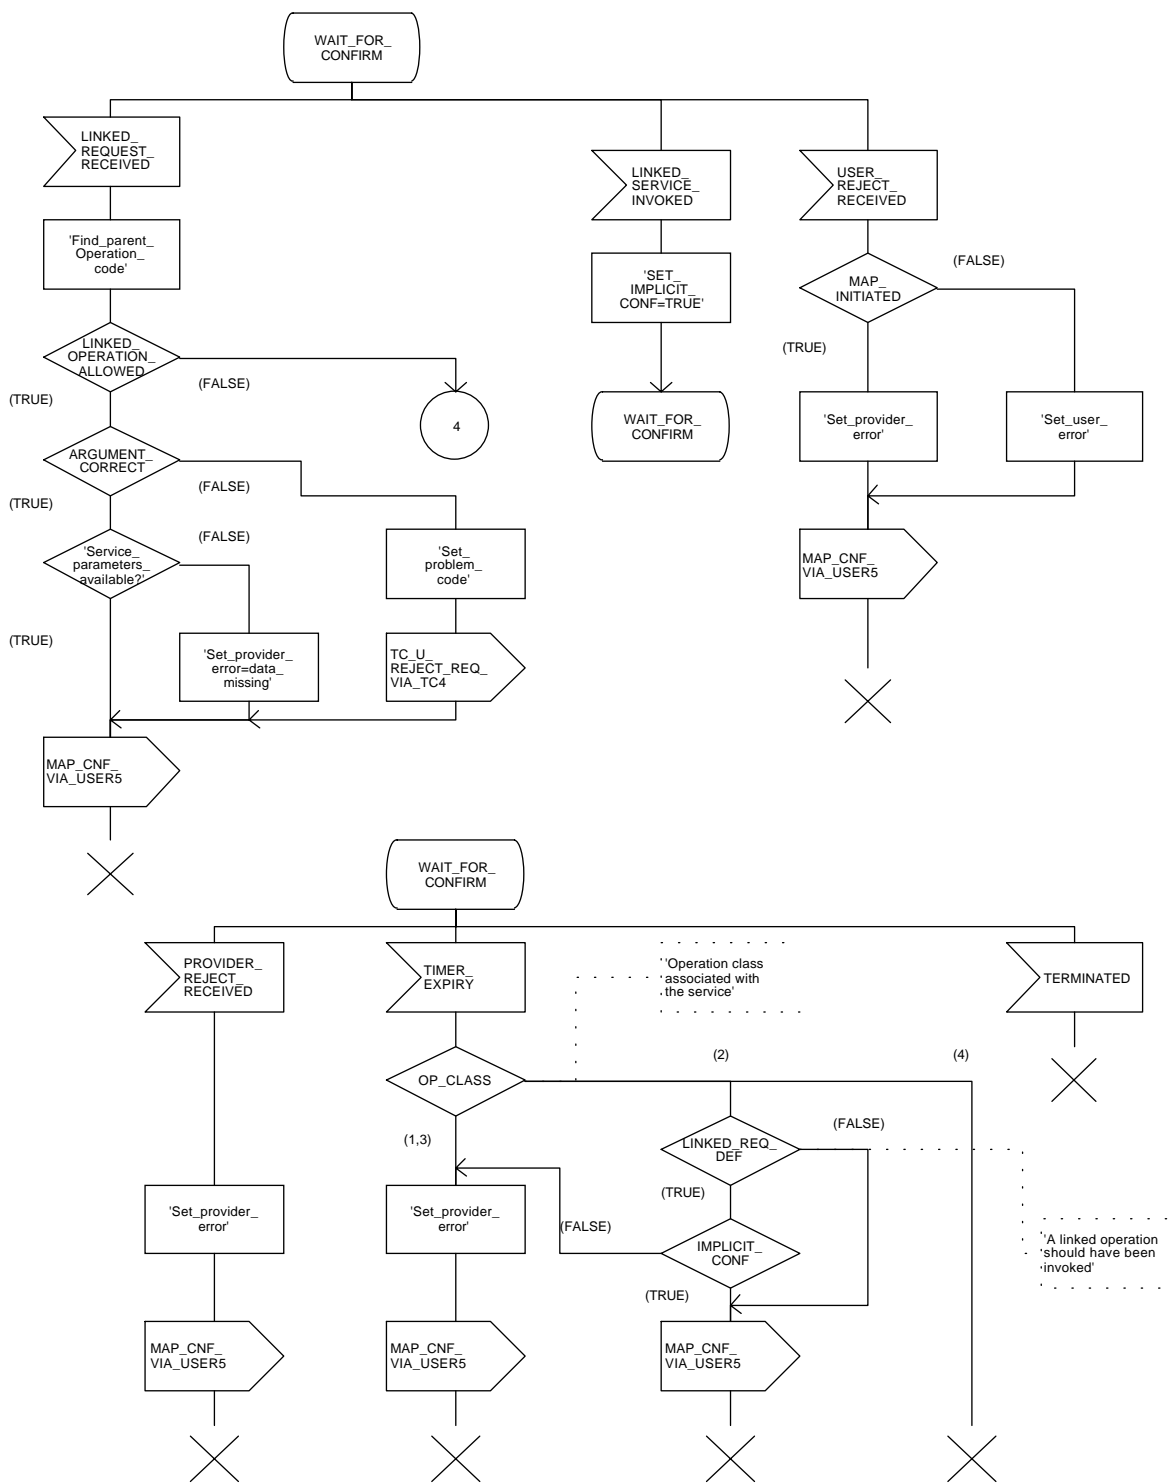 WAIT_FOR_
CONFIRM
LINKED_
REQUEST_
RECEIVED
'Find_parent_
Operation_
code'
LINKED_
OPERATION_
ALLOWED
(TRUE)
(FALSE)
4
ARGUMENT_
CORRECT
(TRUE)
(FALSE)
'Service_
parameters_
available?'
(FALSE)
(TRUE)
'Set_provider_
error=data_
missing'
'Set_
problem_
code'
TC_U_
REJECT_REQ_
VIA_TC4
MAP_CNF_
VIA_USER5
LINKED_
SERVICE_
INVOKED
'SET_
IMPLICIT_
CONF=TRUE'
WAIT_FOR_
CONFIRM
USER_
REJECT_
RECEIVED
MAP_
INITIATED
(FALSE)
(TRUE)
'Set_provider_
error'
'Set_user_
error'
MAP_CNF_
VIA_USER5
WAIT_FOR_
CONFIRM
PROVIDER_
REJECT_
RECEIVED
'Set_provider_
error'
MAP_CNF_
VIA_USER5
TIMER_
EXPIRY
'Operation class
associated with
the service'
OP_CLASS
(2)
(4)
(1,3)
'Set_provider_
error'
MAP_CNF_
VIA_USER5
LINKED_REQ_
DEF
(FALSE)
(TRUE)
'A linked operation
should have been
invoked'
IMPLICIT_
CONF
(FALSE)
(TRUE)
MAP_CNF_
VIA_USER5
TERMINATED